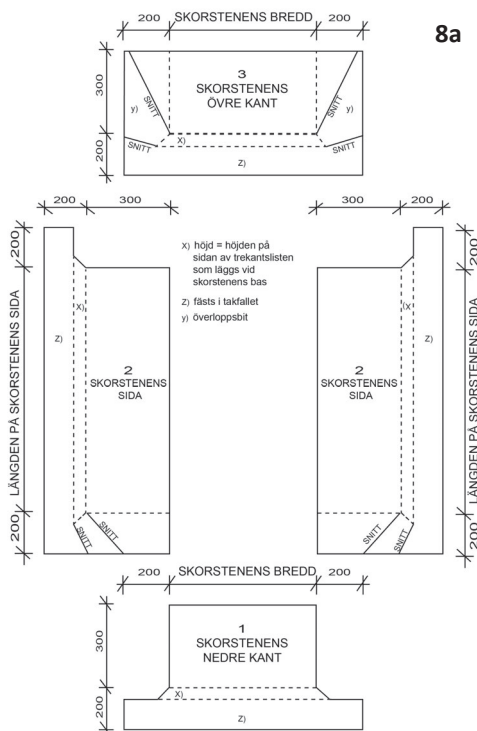 8a
200 SKORSTENENS BREDD 200
300
200
3
SKORSTENENS
ÖVRE KANT
SNITT
SNITT
y)
y)
SNITT
SNITT
X)
Z)
200 300
200
LÄNGDEN PÅ SKORSTENENS SIDA
200
X)
Z)
2
SKORSTENENS
SIDA
SNITT
SNITT
X) höjd = höjden på
sidan av trekantslisten
som läggs vid
skorstenens bas
Z) fästs i takfallet
y) överloppsbit
300 200
200
LÄNGDEN PÅ SKORSTENENS SIDA
200
(X
Z)
2
SKORSTENENS
SIDA
SNITT
SNITT
200 SKORSTENENS BREDD 200
300
200
1
SKORSTENENS
NEDRE KANT
X)
Z)